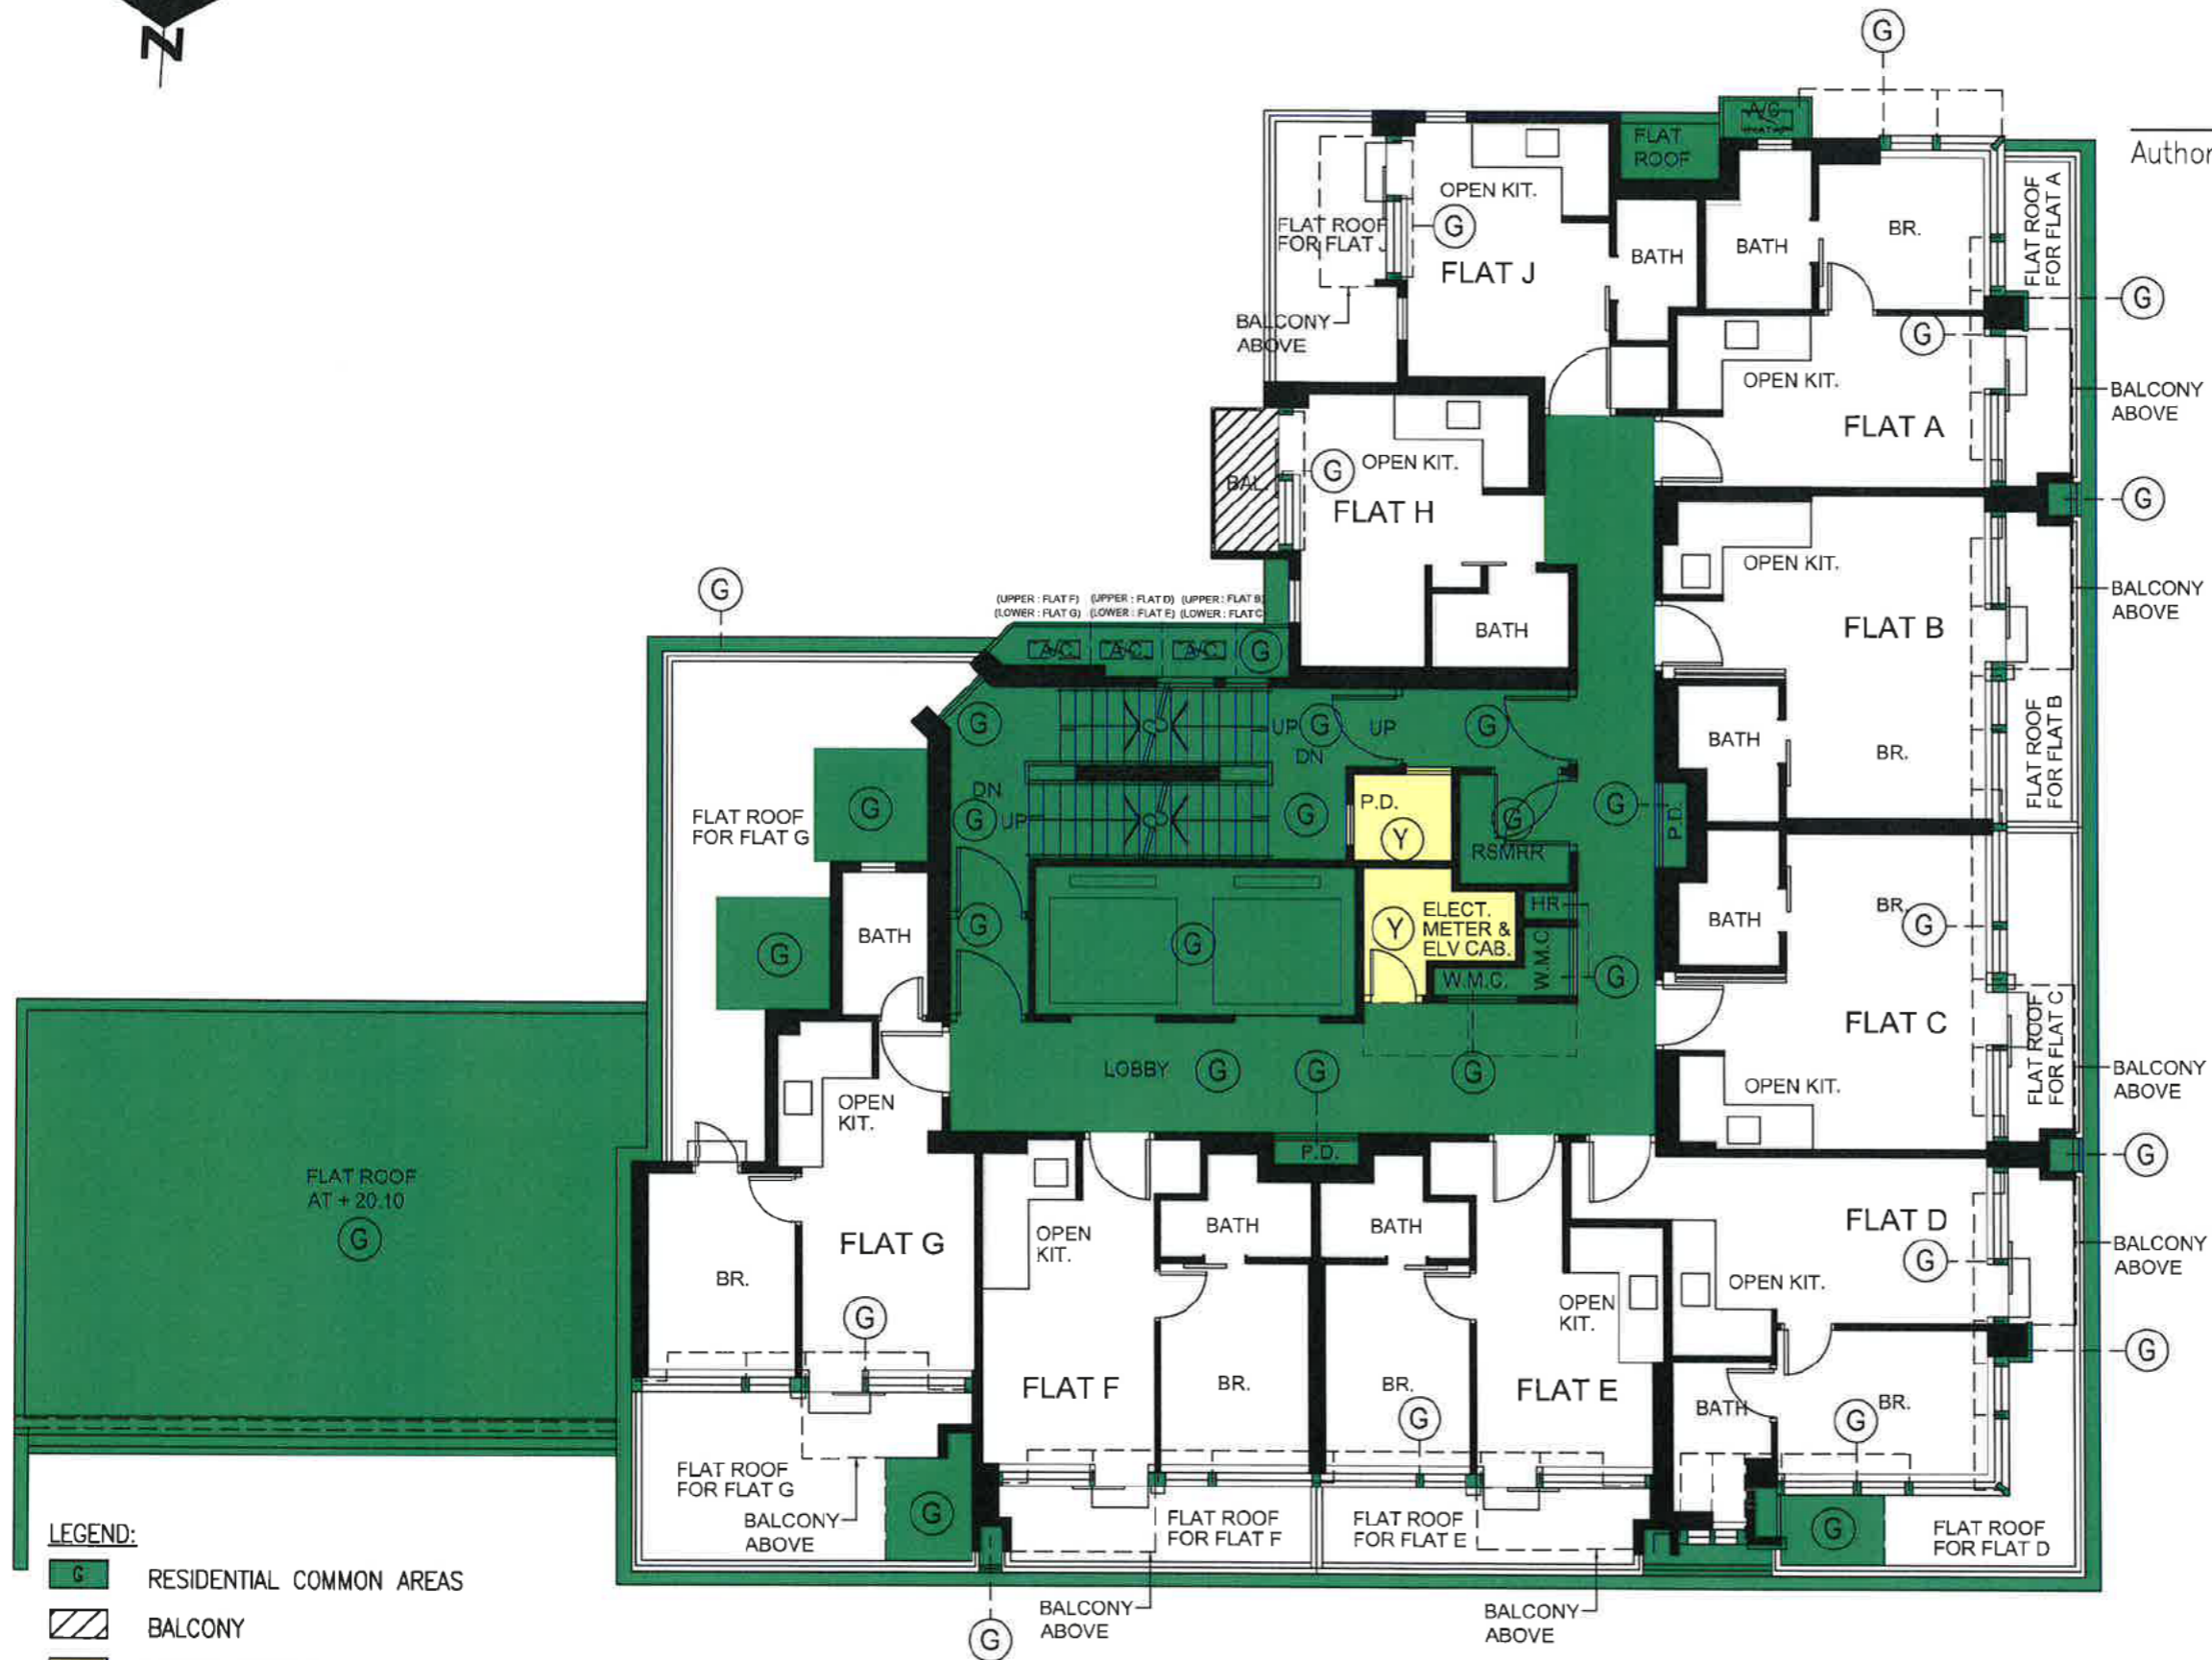 N
G
Author
A/C
FLAT
ROOF
OPEN KIT.
FLAT ROOF
FOR FLAT J
G
FLAT J
BATH
BATH
BR.
FLAT ROOF
FOR FLAT A
G
BALCONY
ABOVE
G
OPEN KIT.
FLAT A
BALCONY
ABOVE
OPEN KIT.
G
BAL.
FLAT H
G
OPEN KIT.
FLAT B
BALCONY
ABOVE
BATH
G
(UPPER : FLAT F) (UPPER : FLAT D) (UPPER : FLAT B)
(LOWER : FLAT G) (LOWER : FLAT E) (LOWER : FLAT C
A/C A/C A/C G
G
UP
G
UP
G
DN
BATH
BR.
FLAT ROOF
FOR FLAT B
FLAT ROOF
FOR FLAT G
G
DN
G
UP
G
P.D.
Y
G
RSMRR
G
P.D.
BATH
G
G
G
Y
ELECT.
METER &
ELV CAB.
HR
W.M.C.
W.M.C.
G
BATH
BR.
G
FLAT C
FLAT ROOF
FOR FLAT C
OPEN KIT.
BALCONY
ABOVE
LOBBY
G
G
G
OPEN
KIT.
P.D.
G
FLAT ROOF
AT + 20.10
G
BR.
FLAT G
G
OPEN
KIT.
BATH
BATH
FLAT D
G
OPEN KIT.
BALCONY
ABOVE
OPEN
KIT.
G
FLAT F
BR.
BR.
G
FLAT E
BATH
G
BR.
FLAT ROOF
FOR FLAT G
BALCONY
ABOVE
G
FLAT ROOF
FOR FLAT F
FLAT ROOF
FOR FLAT E
G
FLAT ROOF
FOR FLAT D
G
BALCONY
ABOVE
BALCONY
ABOVE
LEGEND:
G RESIDENTIAL COMMON AREAS
BALCONY